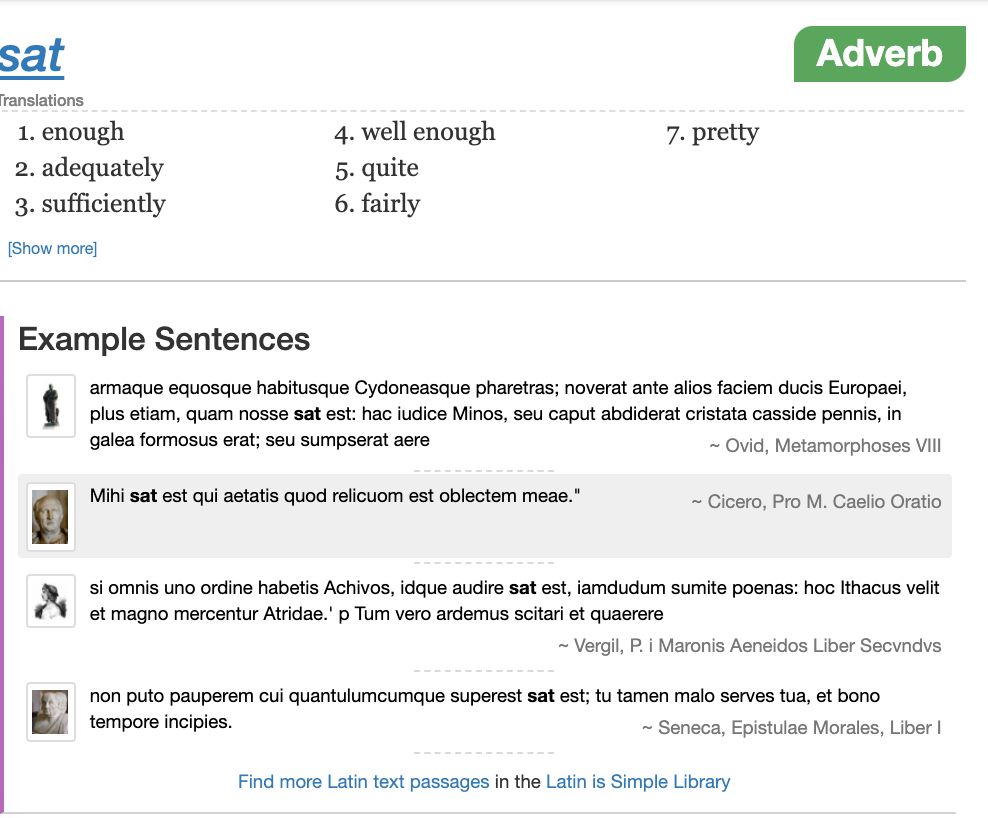 sat
Adverb
Translations
1. enough
2. adequately
3. sufficiently
4. well enough
5. quite
6. fairly
7. pretty
[Show more]
Example Sentences
armaque equosque habitusque Cydoneasque pharetras; noverat ante alios faciem ducis Europaei,
plus etiam, quam nosse sat est: hac iudice Minos, seu caput abdiderat cristata casside pennis, in
galea formosus erat; seu sumpserat aere
~ Ovid, Metamorphoses VIII
Mihi sat est qui aetatis quod relicuom est oblectem meae."
~ Cicero, Pro M. Caelio Oratio
si omnis uno ordine habetis Achivos, idque audire sat est, iamdudum sumite poenas: hoc Ithacus velit
et magno mercentur Atridae.' p Tum vero ardemus scitari et quaerere
~ Vergil, P. i Maronis Aeneidos Liber Secvndvs
non puto pauperem cui quantulumcumque superest sat est; tu tamen malo serves tua, et bono
tempore incipies.
~ Seneca, Epistulae Morales, Liber I
Find more Latin text passages in the Latin is Simple Library